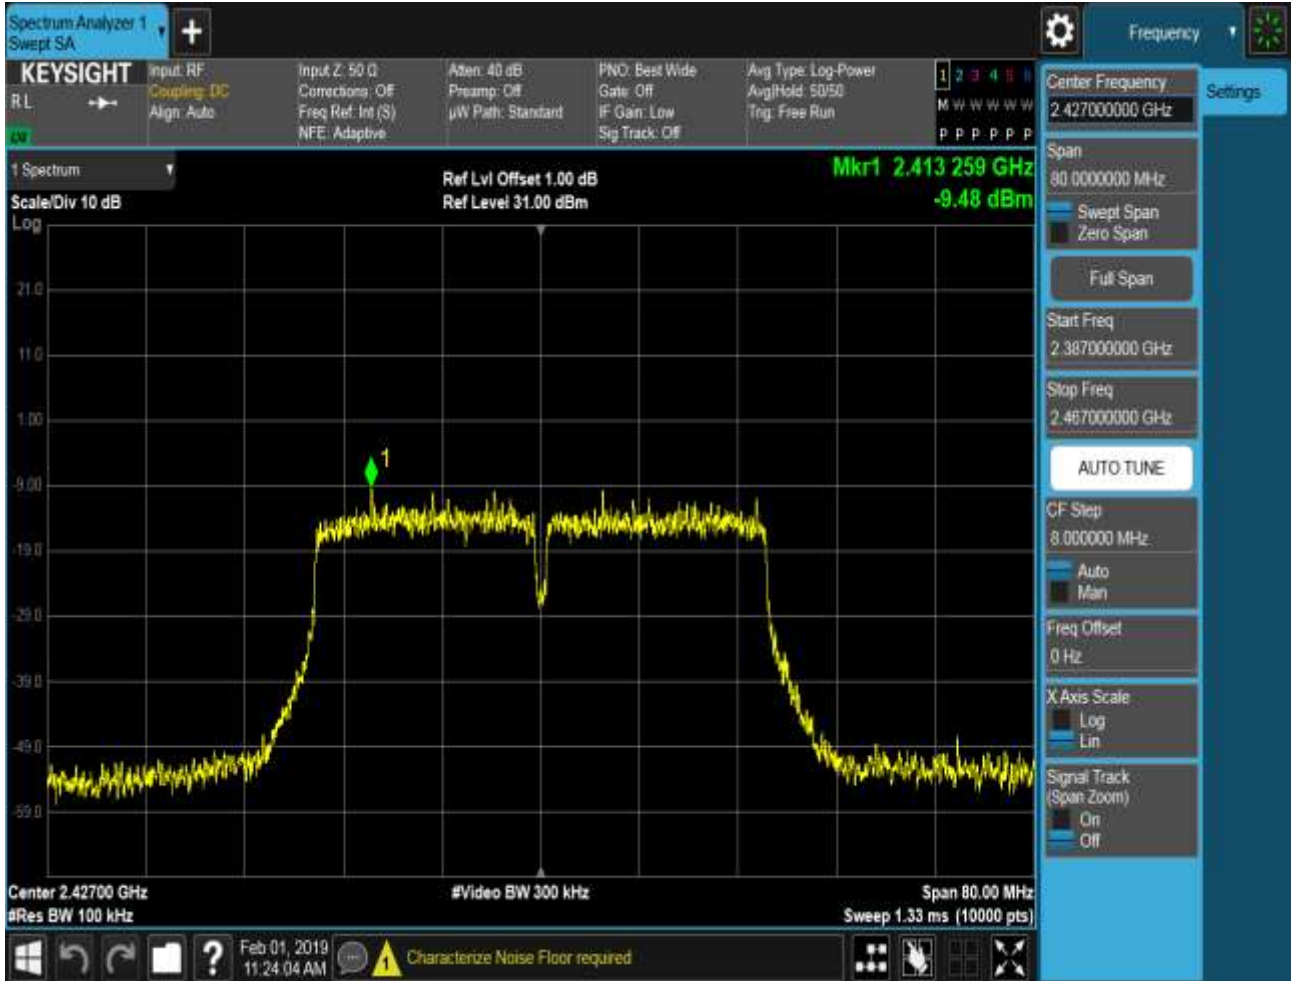 Spectrum Analyzer 1
Swept SA
+
Frequency
KEYSIGHT
RL
LXI
Input: RF
Coupling: DC
Align: Auto
Input Z: 50 Ω
Corrections: Off
Freq Ref: Int (S)
NFE: Adaptive
Atten: 40 dB
Preamp: Off
µW Path: Standard
PNO: Best Wide
Gate: Off
IF Gain: Low
Sig Track: Off
Avg Type: Log-Power
Avg|Hold: 50/50
Trig: Free Run
1 2 3 4 5 6
M W W W W W
P P P P P P
1 Spectrum
Scale/Div 10 dB
Log
Ref Lvl Offset 1.00 dB
Ref Level 31.00 dBm
Mkr1 2.413 259 GHz
-9.48 dBm
21.0
11.0
1.00
-9.00
-19.0
-29.0
-39.0
-49.0
-59.0
1
Center 2.42700 GHz
#Res BW 100 kHz
#Video BW 300 kHz
Span 80.00 MHz
Sweep 1.33 ms (10000 pts)
Center Frequency
2.427000000 GHz
Settings
Span
80.0000000 MHz
Swept Span
Zero Span
Full Span
Start Freq
2.387000000 GHz
Stop Freq
2.467000000 GHz
AUTO TUNE
CF Step
8.000000 MHz
Auto
Man
Freq Offset
0 Hz
X Axis Scale
Log
Lin
Signal Track
(Span Zoom)
On
Off
?
Feb 01, 2019
11:24:04 AM
1
Characterize Noise Floor required